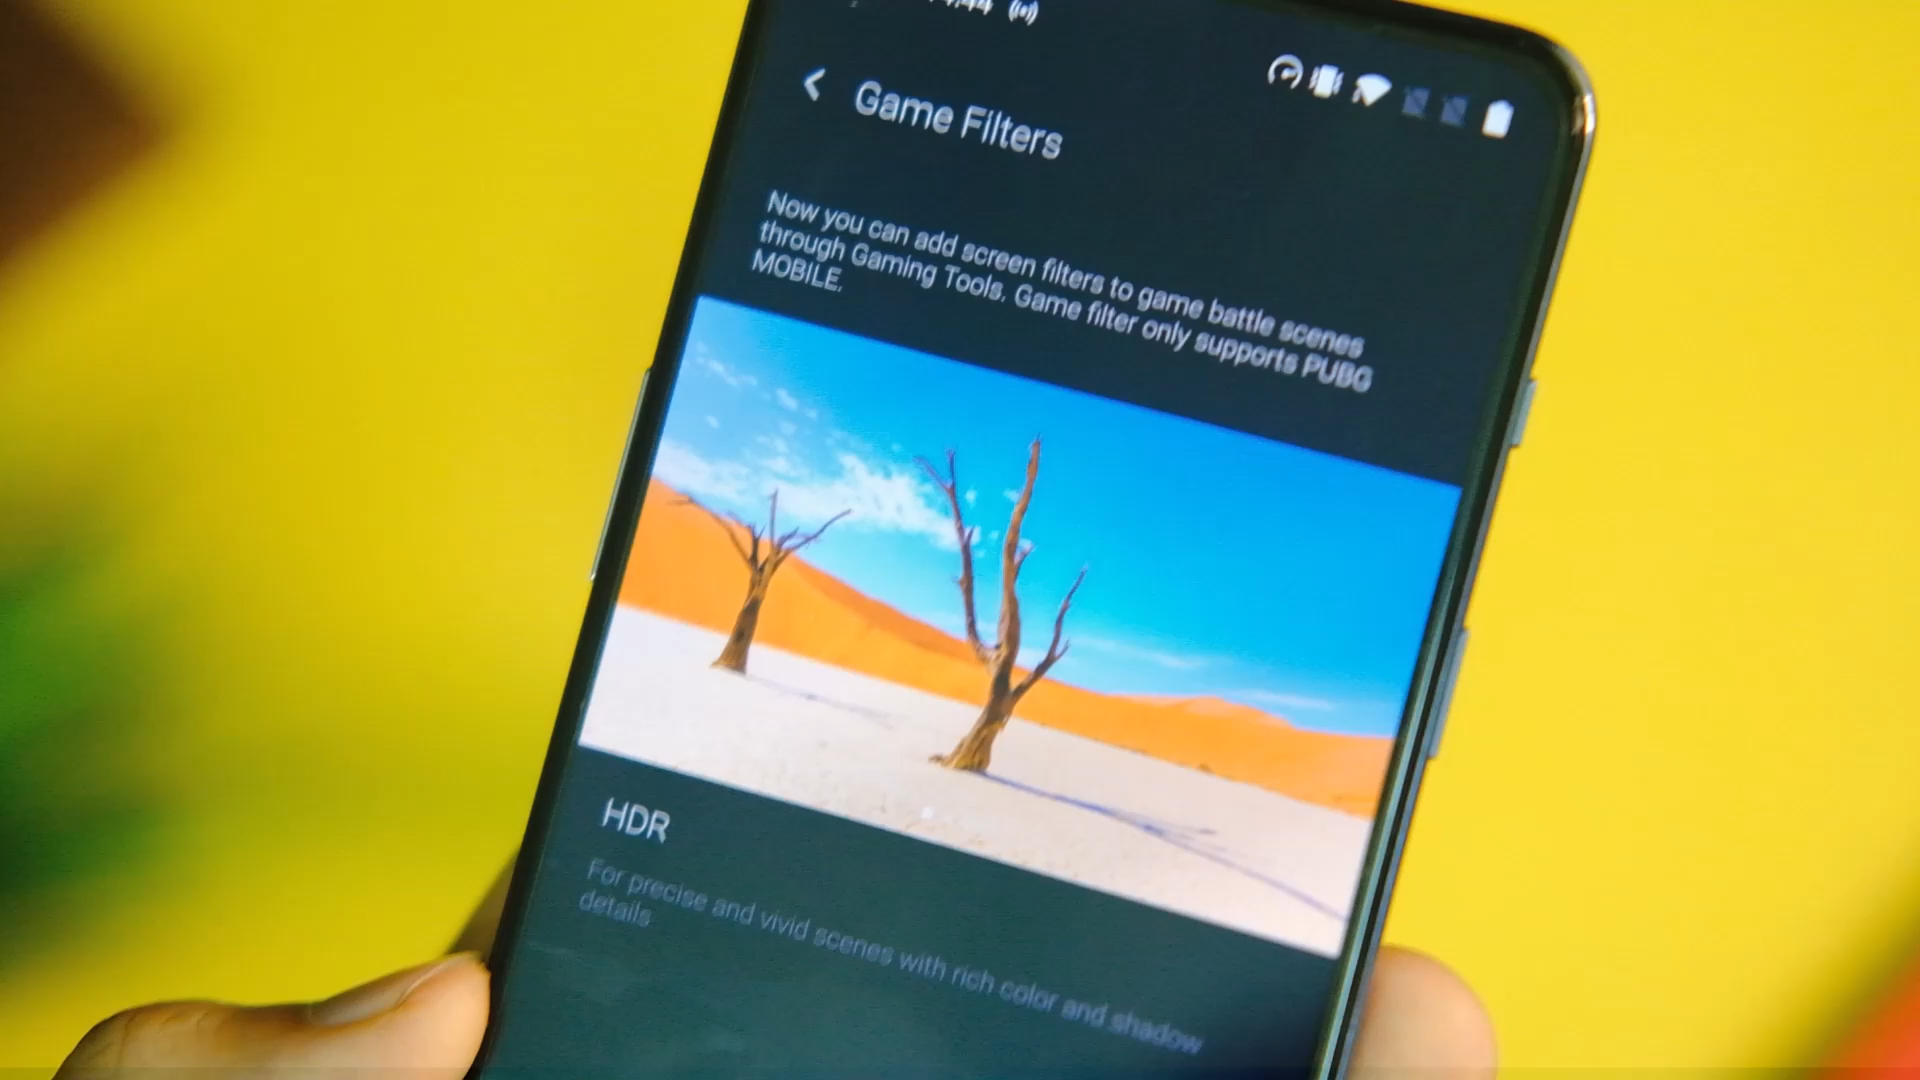 Game Filters
Now you can add screen filters to game battle scenes
through Gaming Tools. Game filter only supports PUBG
MOBILE.
HDR
For precise and vivid scenes with rich color and shadow
details